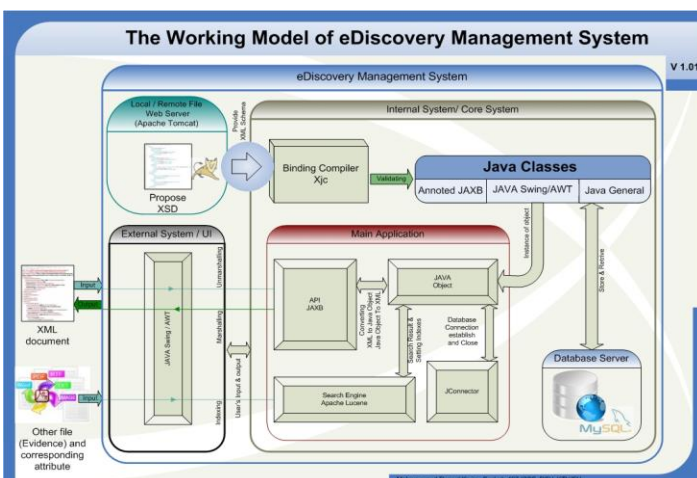 The Working Model of eDiscovery Management System
V 1.01
eDiscovery Management System
Local / Remote File
Web Server
(Apache Tomcat)
Propose
XSD
Provide
XML Schema
Internal System/ Core System
Binding Compiler
Xjc
Validating
Java Classes
Annoted JAXB
JAVA Swing/AWT
Java General
External System / UI
JAVA Swing / AWT
Input
Output
XML
document
Input
Other file
(Evidence) and
corresponding
attribute
Unmarshalling
Marshalling
Indexing
User's Input & output
Main Application
API
JAXB
Converting
XML to Java Object
Java Object To XML
JAVA
Object
Instance of object
Search Result &
Setting Indexes
Database
Connection
establish
and Close
Search Engine
Apache Lucene
JConnector
Store & Retrive
Database Server
MySQL